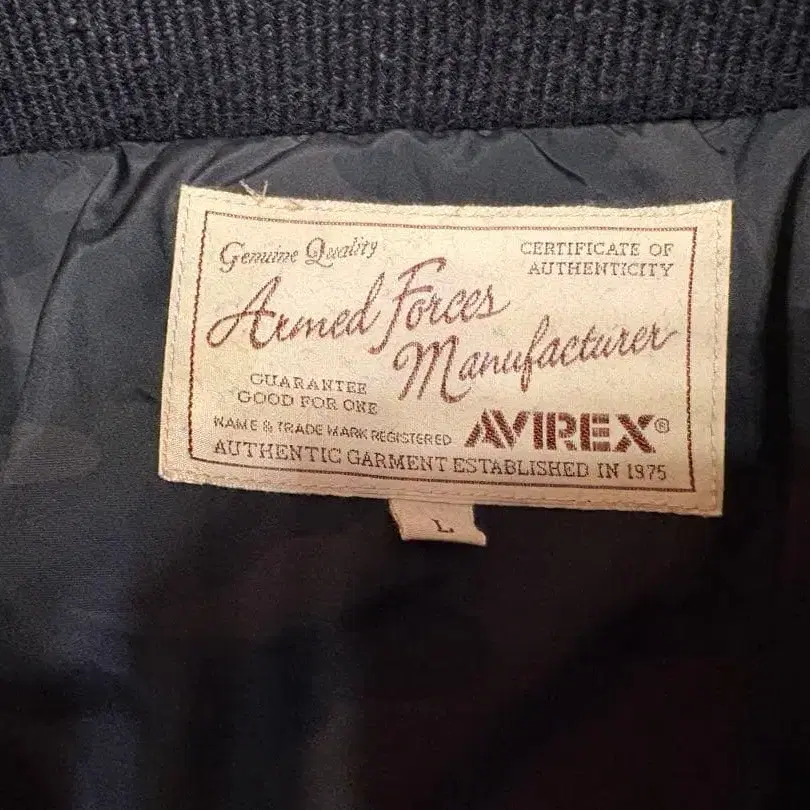 Genuine Quality
CERTIFICATE OF
AUTHENTICITY
Armed Forces
Manufacturer
GUARANTEE
GOOD FOR ONE
NAME & TRADE MARK REGISTERED
AVIREX®
AUTHENTIC GARMENT ESTABLISHED IN 1975
L